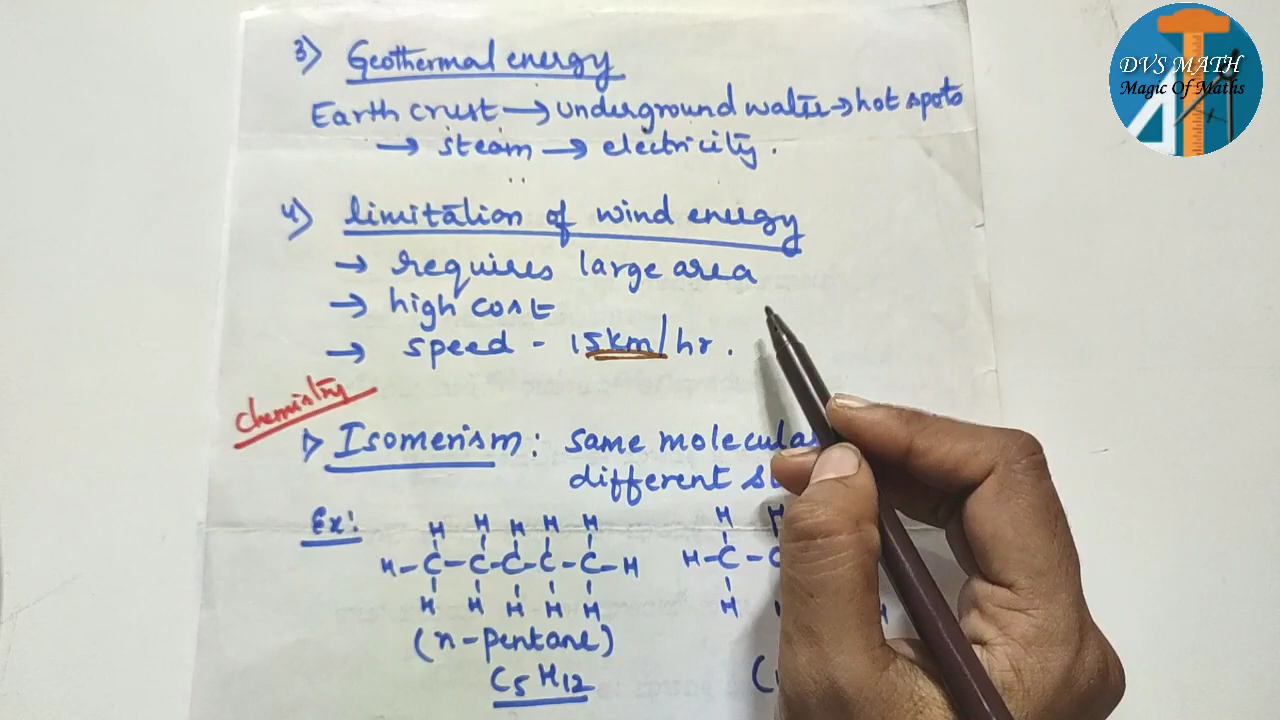 DVS MATH
Magic Of Maths
3) Geothermal energy
Earth crust → underground water → hot spots
→ steam → electricity.
4) limitation of wind energy
→ requires large area
→ high cost
→ speed - 15km/hr.
Chemistry
1) Isomerism: same molecular
different
Ex:
H H H H H H H
H-C-C-C-C-C-H H-C-C
H H H H H H H
(n-pentane)
C5H12